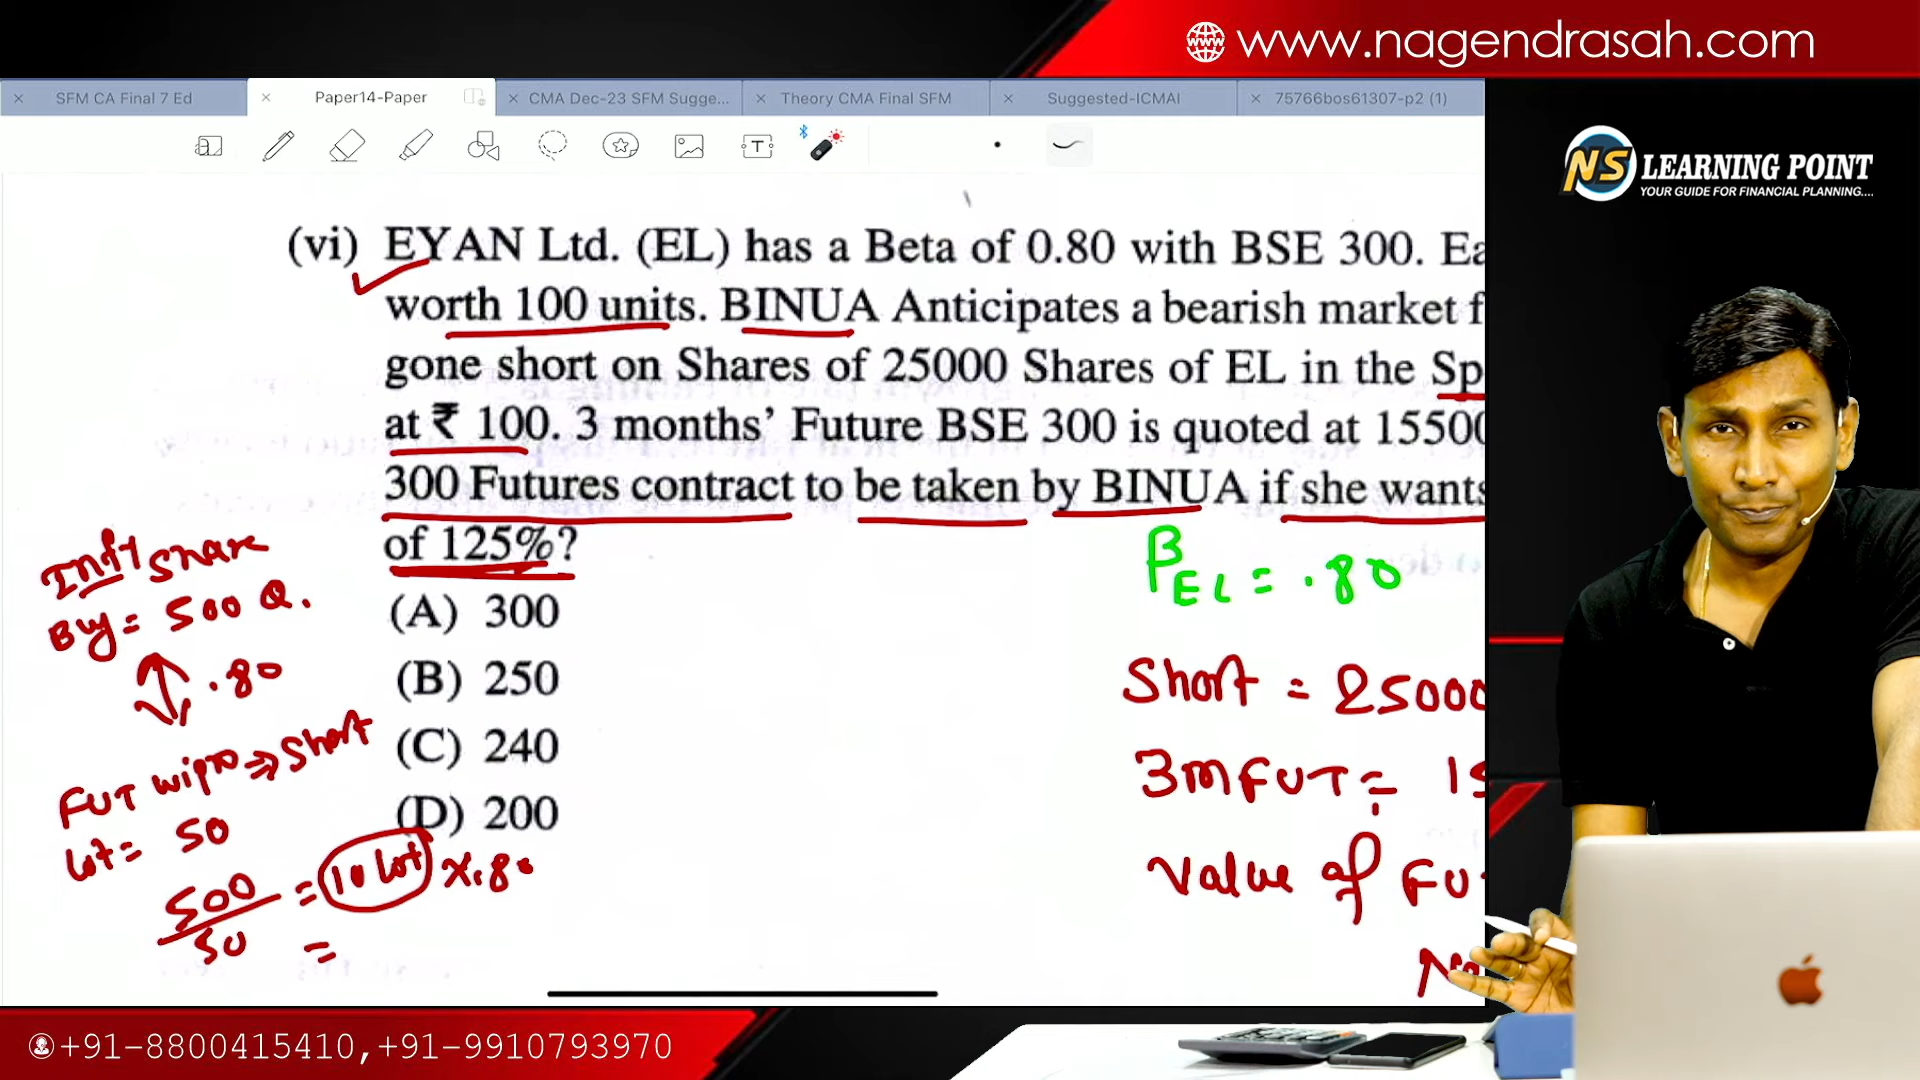 www.nagendrasah.com
SFM CA Final 7 Ed
Paper14-Paper
CMA Dec-23 SFM Sugge...
Theory CMA Final SFM
Suggested-ICMAI
75766bos61307-p2 (1)
NS LEARNING POINT
YOUR GUIDE FOR FINANCIAL PLANNING....
(vi) EYAN Ltd. (EL) has a Beta of 0.80 with BSE 300. Ea
worth 100 units. BINUA Anticipates a bearish market f
gone short on Shares of 25000 Shares of EL in the Sp
at ₹ 100. 3 months’ Future BSE 300 is quoted at 15500
300 Futures contract to be taken by BINUA if she wants
of 125%?
(A) 300
(B) 250
(C) 240
(D) 200
Infy Share
Buy = 500 Q.
.80
FUT wipro => Short
Lot = 50
500/50 = 10 Lot x .80
=
β EL = .80
Short = 25000
3M FUT = 15
Value of FU
No
+91-8800415410,+91-9910793970